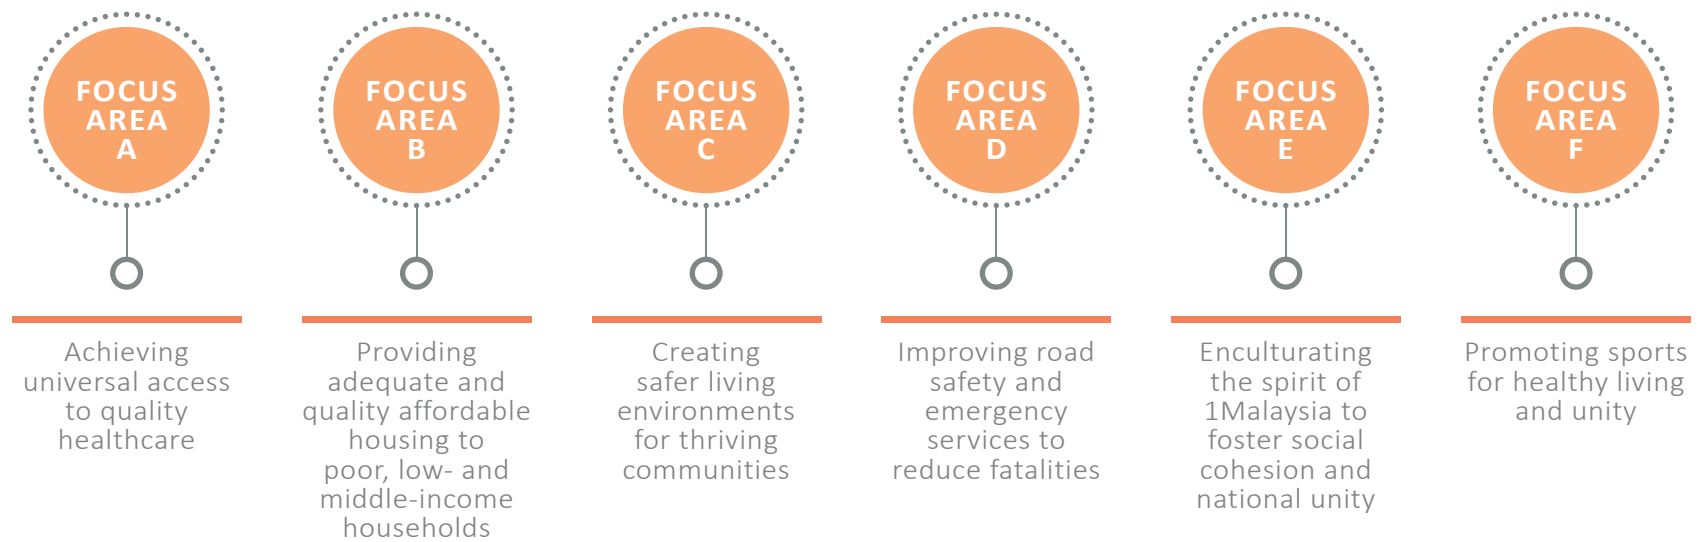 FOCUS
AREA
A
Achieving
universal access
to quality
healthcare
FOCUS
AREA
B
Providing
adequate and
quality affordable
housing to
poor, low- and
middle-income
households
FOCUS
AREA
C
Creating
safer living
environments
for thriving
communities
FOCUS
AREA
D
Improving road
safety and
emergency
services to
reduce fatalities
FOCUS
AREA
E
Enculturating
the spirit of
1Malaysia to
foster social
cohesion and
national unity
FOCUS
AREA
F
Promoting sports
for healthy living
and unity